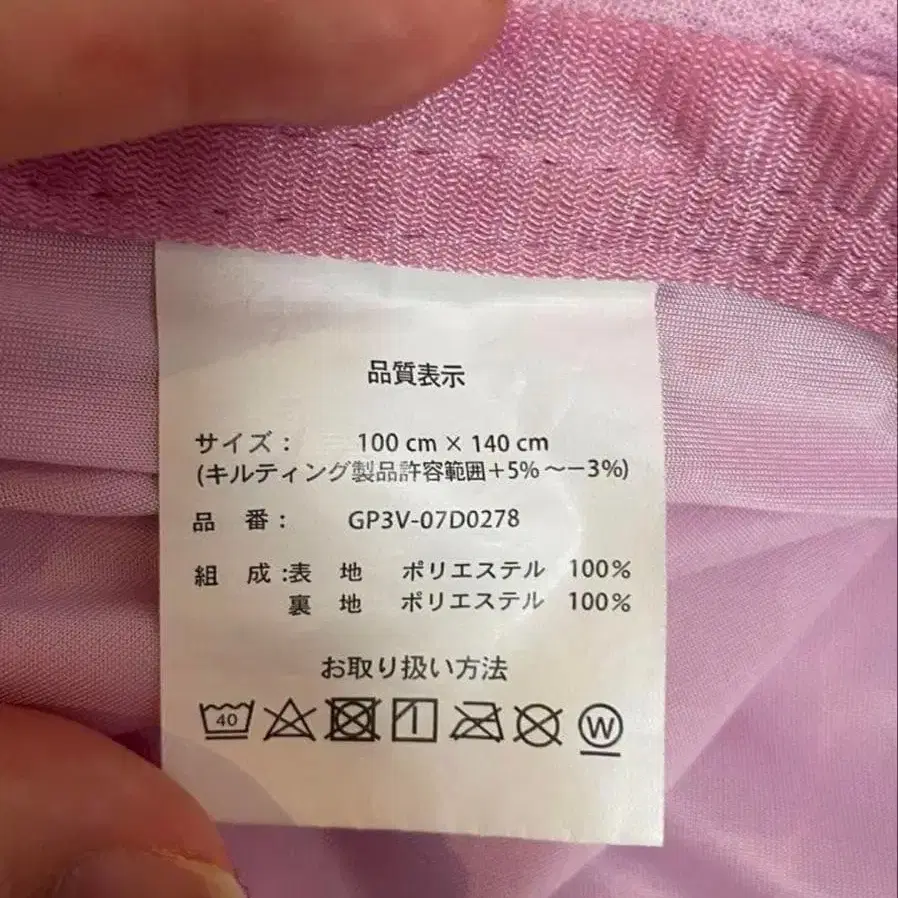 品質表示
サイズ： 100 cm × 140 cm
(キルティング製品許容範囲＋5%～−3%)
品 番： GP3V-07D0278
組 成：表 地 ポリエステル 100%
裏 地 ポリエステル 100%
お取り扱い方法
40 W